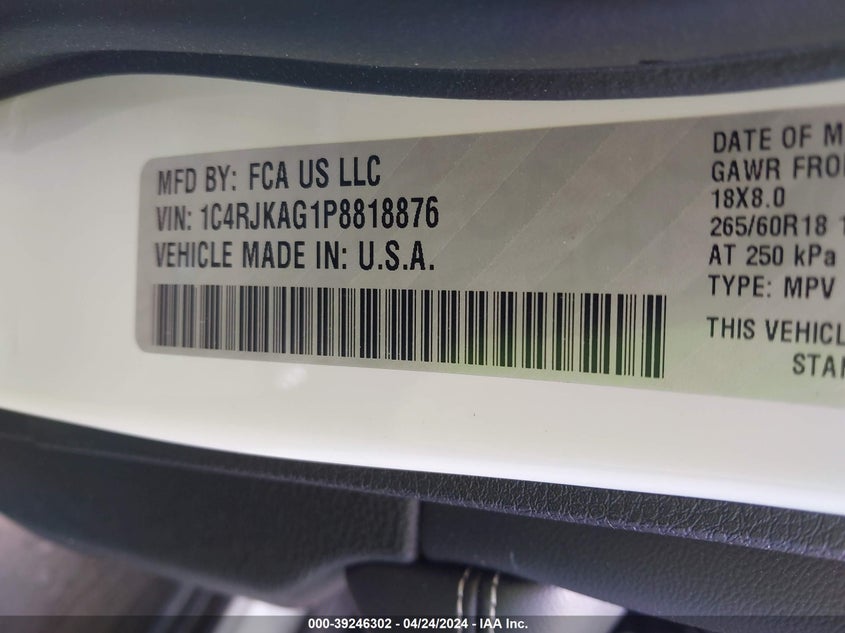 MFD BY: FCA US LLC
VIN: 1C4RJKAG1P8818876
VEHICLE MADE IN: U.S.A.
DATE OF M
GAWR FRO
18X8.0
265/60R18 1
AT 250 kPa
TYPE: MPV
THIS VEHICL
STA
000-39246302 - 04/24/2024 - IAA Inc.